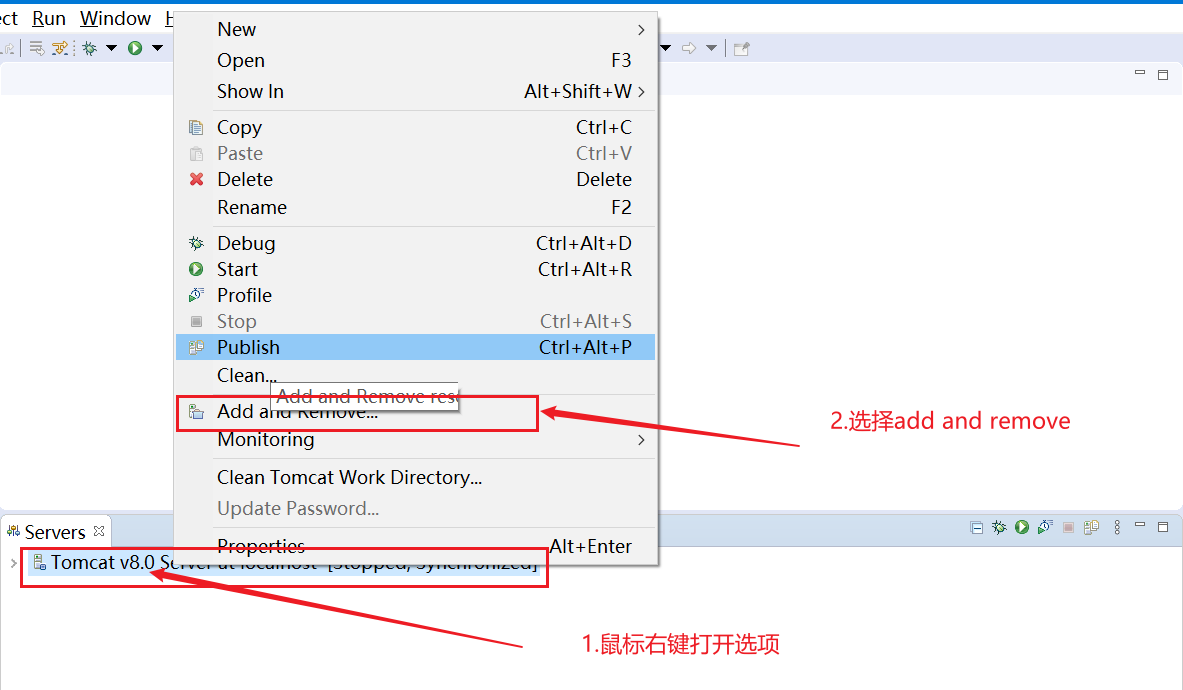 ct Run Window H
New
Open F3
Show In Alt+Shift+W
Copy Ctrl+C
Paste Ctrl+V
Delete Delete
Rename F2
Debug Ctrl+Alt+D
Start Ctrl+Alt+R
Profile
Stop Ctrl+Alt+S
Publish Ctrl+Alt+P
Clean...
Add and Remove res
Add and Remove...
2.选择add and remove
Monitoring
Clean Tomcat Work Directory...
Update Password...
Servers
Properties Alt+Enter
Tomcat v8.0 Server at localhost [Stopped, Synchronized]
1.鼠标右键打开选项